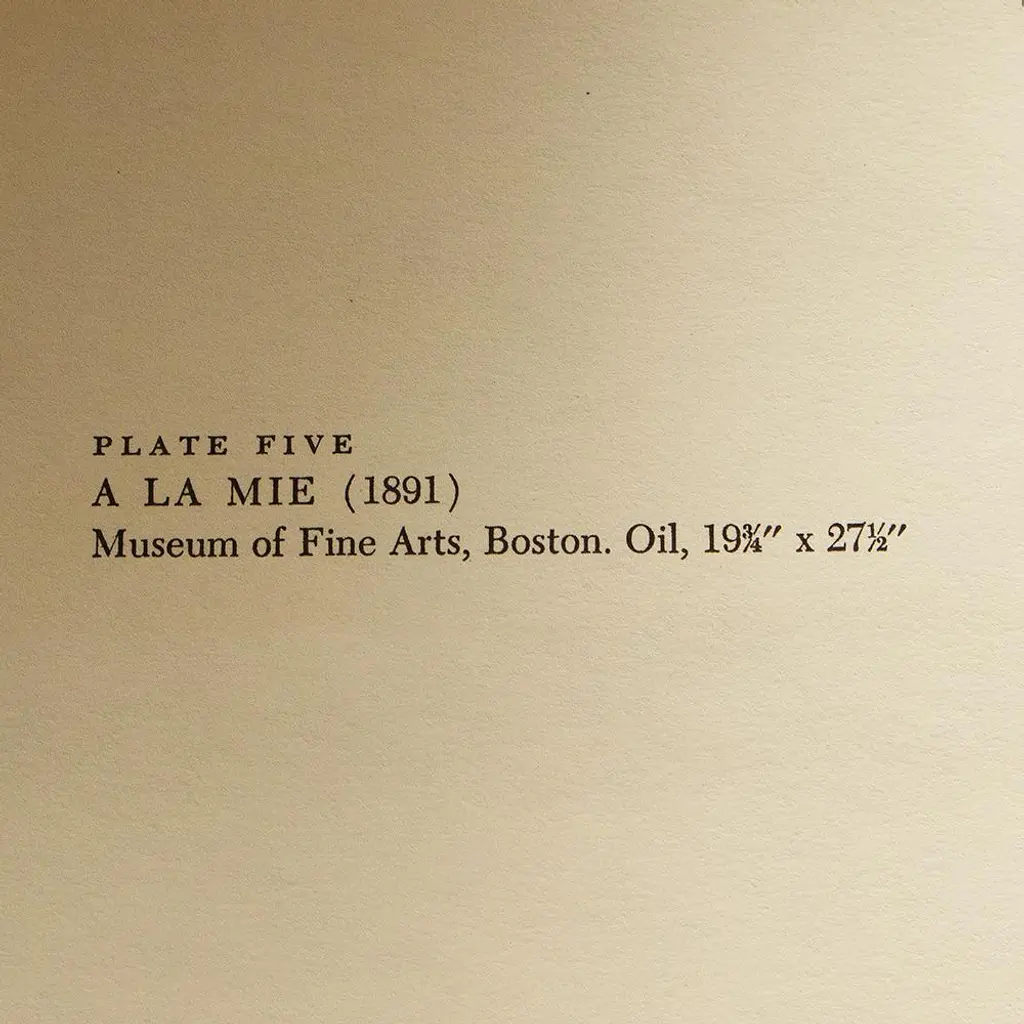 PLATE FIVE
A LA MIE (1891)
Museum of Fine Arts, Boston. Oil, 19¾″ x 27½″